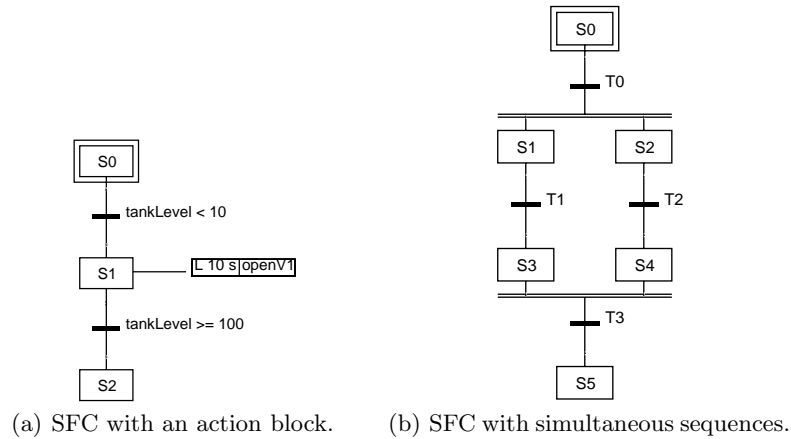 S0
tankLevel < 10
S1
L 10 s openV1
tankLevel >= 100
S2
(a) SFC with an action block.
S0
T0
S1 S2
T1 T2
S3 S4
T3
S5
(b) SFC with simultaneous sequences.